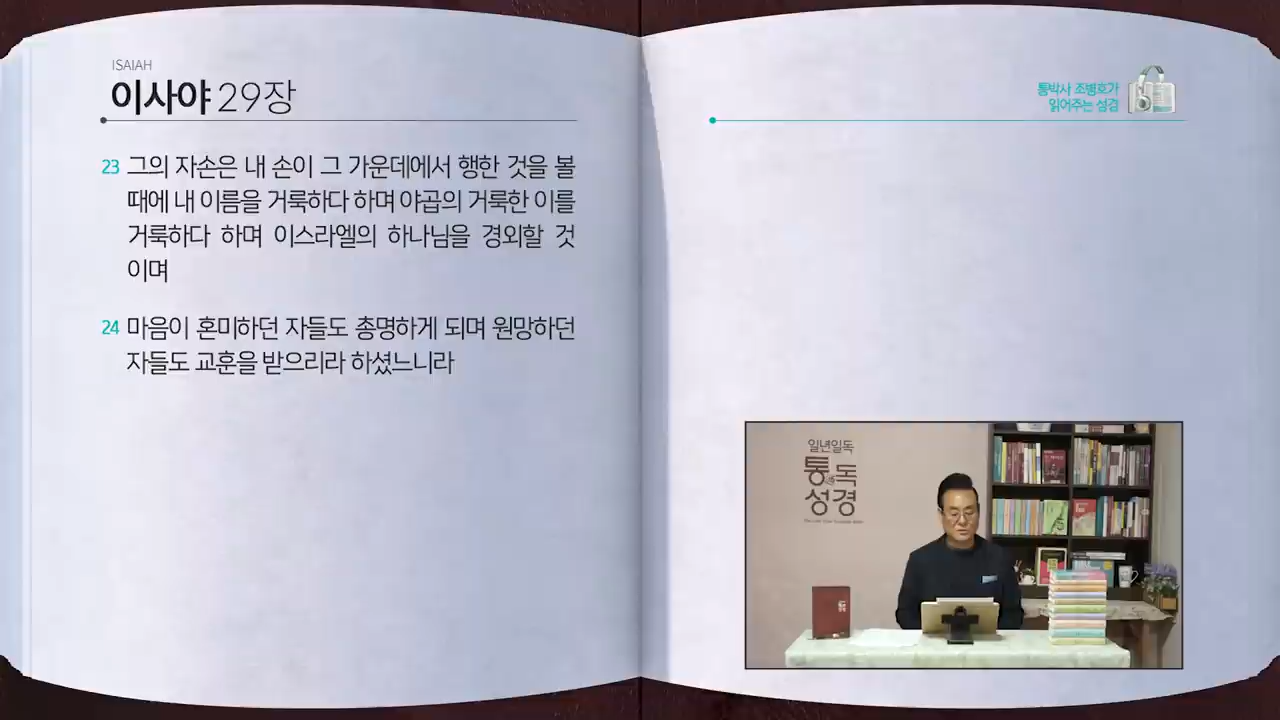 ISAIAH
이사야 29장
23 그의 자손은 내 손이 그 가운데에서 행한 것을 볼
때에 내 이름을 거룩하다 하며 야곱의 거룩한 이를
거룩하다 하며 이스라엘의 하나님을 경외할 것
이며
24 마음이 혼미하던 자들도 총명하게 되며 원망하던
자들도 교훈을 받으리라 하셨느니라
통박사 조병호가
읽어주는 성경
일년일독
통독
성경